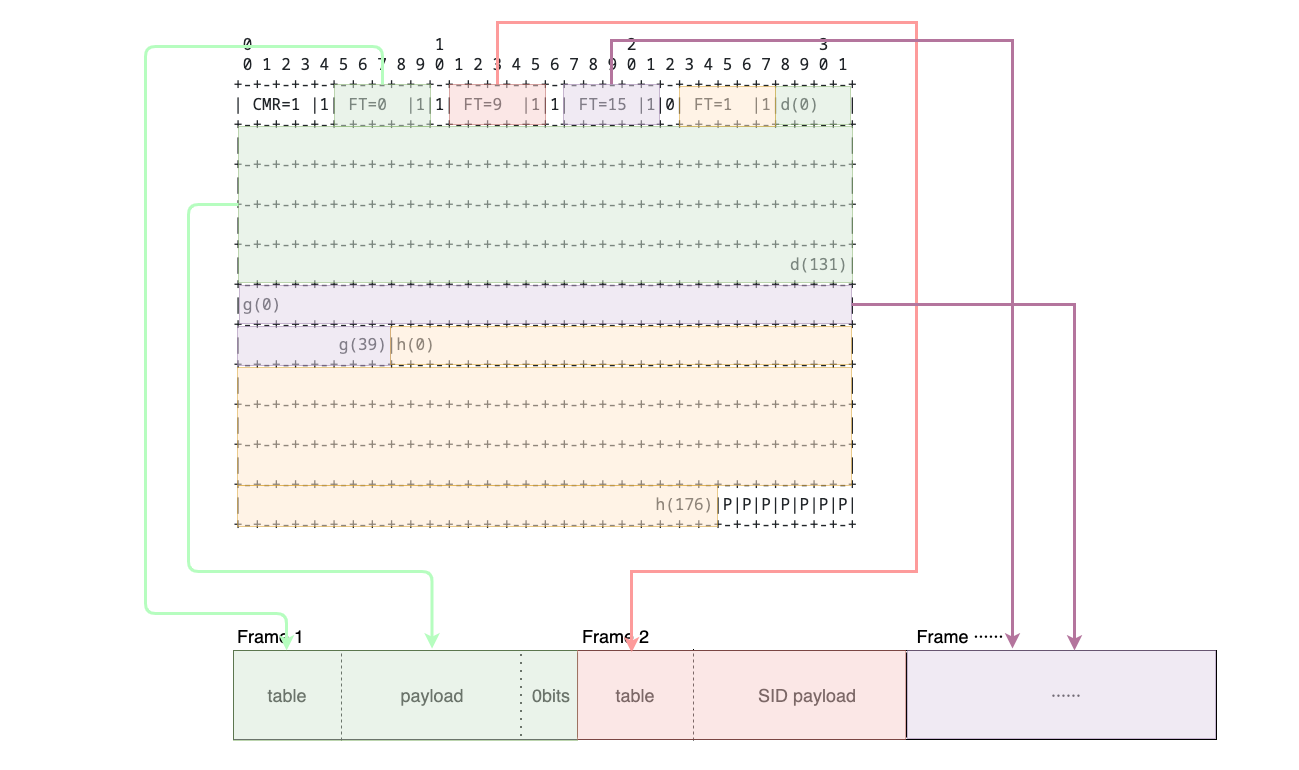 0                   1                   2                   3
0 1 2 3 4 5 6 7 8 9 0 1 2 3 4 5 6 7 8 9 0 1 2 3 4 5 6 7 8 9 0 1
+-+-+-+-+-+-+-+-+-+-+-+-+-+-+-+-+-+-+-+-+-+-+-+-+-+-+-+-+-+-+-+-+
| CMR=1 |1| FT=0  |1|1| FT=9  |1|1| FT=15 |1|0| FT=1  |1|d(0)   |
+-+-+-+-+-+-+-+-+-+-+-+-+-+-+-+-+-+-+-+-+-+-+-+-+-+-+-+-+-+-+-+-+
|                                                               |
+-+-+-+-+-+-+-+-+-+-+-+-+-+-+-+-+-+-+-+-+-+-+-+-+-+-+-+-+-+-+-+-+
|                                                               |
+-+-+-+-+-+-+-+-+-+-+-+-+-+-+-+-+-+-+-+-+-+-+-+-+-+-+-+-+-+-+-+-+
|                                                               |
+-+-+-+-+-+-+-+-+-+-+-+-+-+-+-+-+-+-+-+-+-+-+-+-+-+-+-+-+-+-+-+-+
|                                                         d(131)|
+-+-+-+-+-+-+-+-+-+-+-+-+-+-+-+-+-+-+-+-+-+-+-+-+-+-+-+-+-+-+-+-+
|g(0)                                                           |
+-+-+-+-+-+-+-+-+-+-+-+-+-+-+-+-+-+-+-+-+-+-+-+-+-+-+-+-+-+-+-+-+
|          g(39)|h(0)                                           |
+-+-+-+-+-+-+-+-+-+-+-+-+-+-+-+-+-+-+-+-+-+-+-+-+-+-+-+-+-+-+-+-+
|                                                               |
+-+-+-+-+-+-+-+-+-+-+-+-+-+-+-+-+-+-+-+-+-+-+-+-+-+-+-+-+-+-+-+-+
|                                                               |
+-+-+-+-+-+-+-+-+-+-+-+-+-+-+-+-+-+-+-+-+-+-+-+-+-+-+-+-+-+-+-+-+
|                                                               |
+-+-+-+-+-+-+-+-+-+-+-+-+-+-+-+-+-+-+-+-+-+-+-+-+-+-+-+-+-+-+-+-+
|                                           h(176)|P|P|P|P|P|P|P|
+-+-+-+-+-+-+-+-+-+-+-+-+-+-+-+-+-+-+-+-+-+-+-+-+-+-+-+-+-+-+-+-+
Frame 1 Frame 2 Frame ······
table payload 0bits table SID payload ······